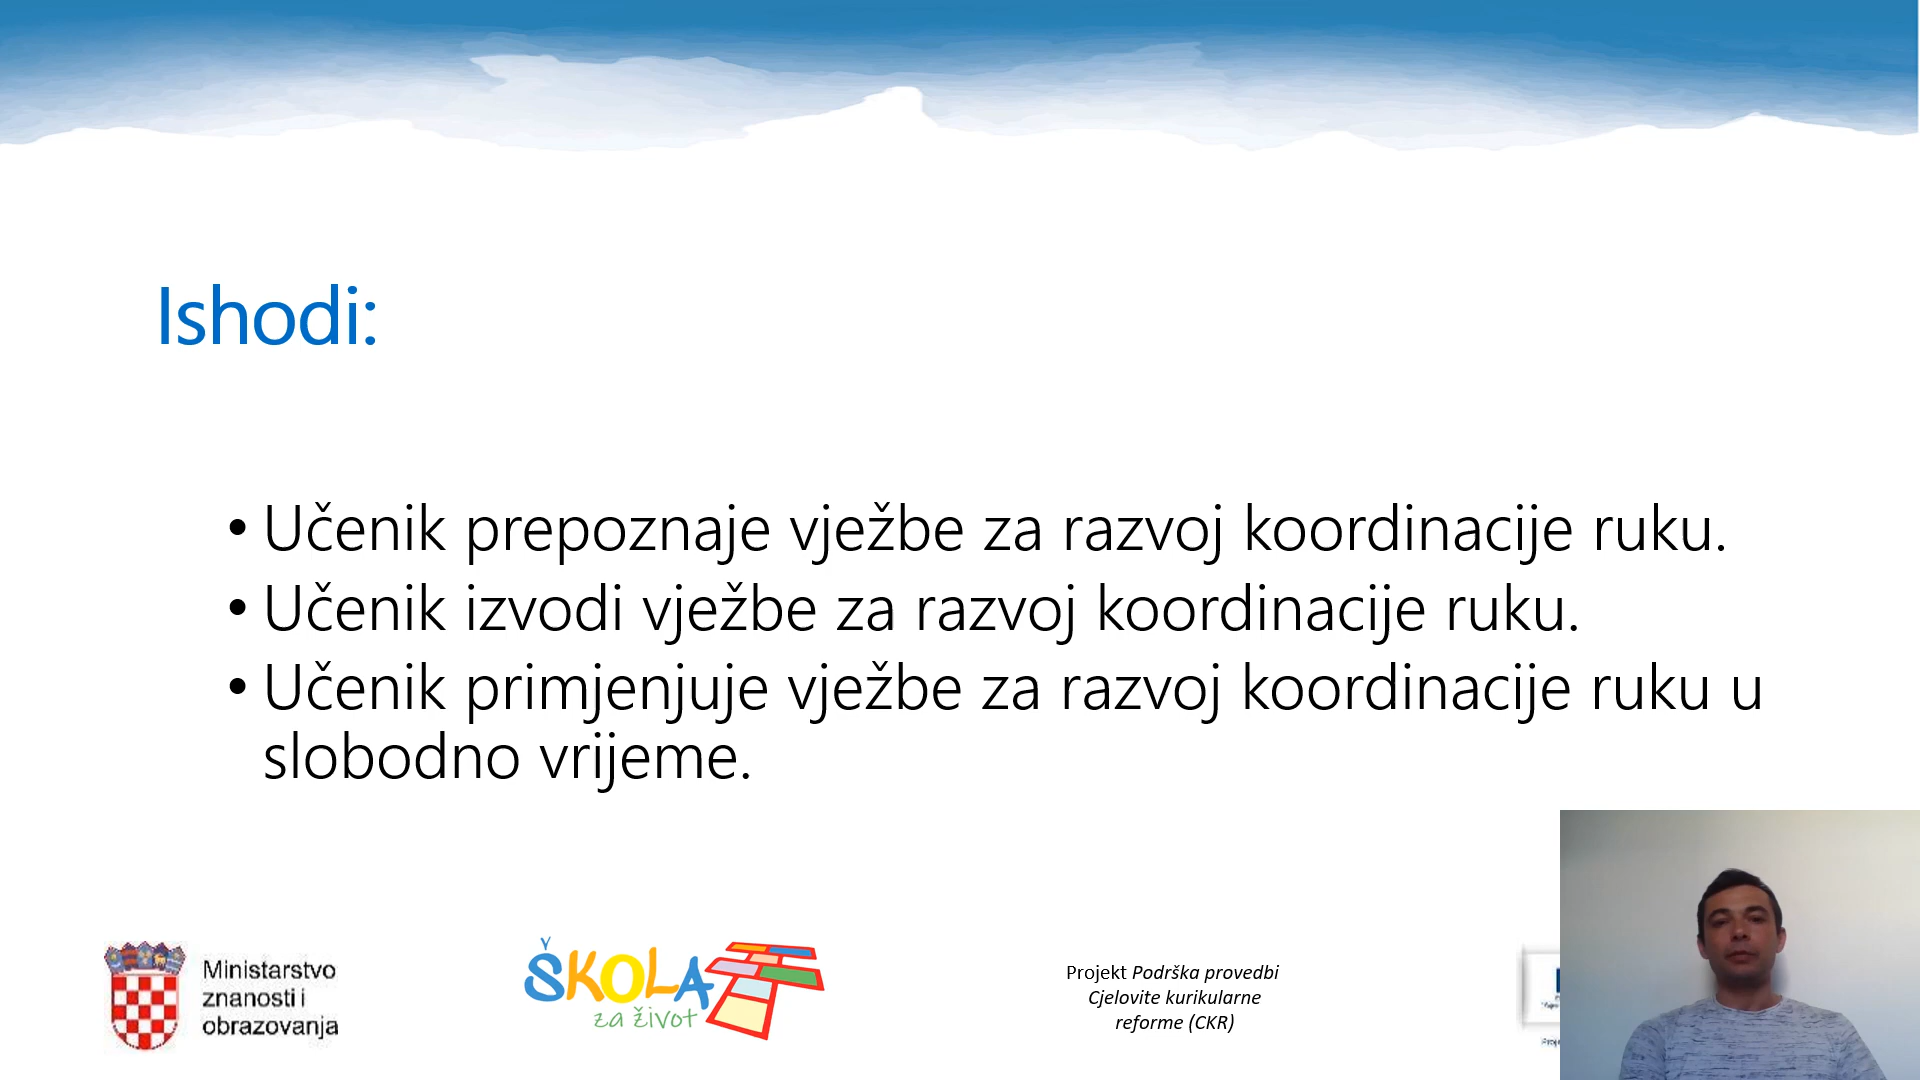 Ishodi:
• Učenik prepoznaje vježbe za razvoj koordinacije ruku.
• Učenik izvodi vježbe za razvoj koordinacije ruku.
• Učenik primjenjuje vježbe za razvoj koordinacije ruku u
slobodno vrijeme.
Ministarstvo
znanosti i
obrazovanja
ŠKOLA
za život
Projekt Podrška provedbi
Cjelovite kurikularne
reforme (CKR)